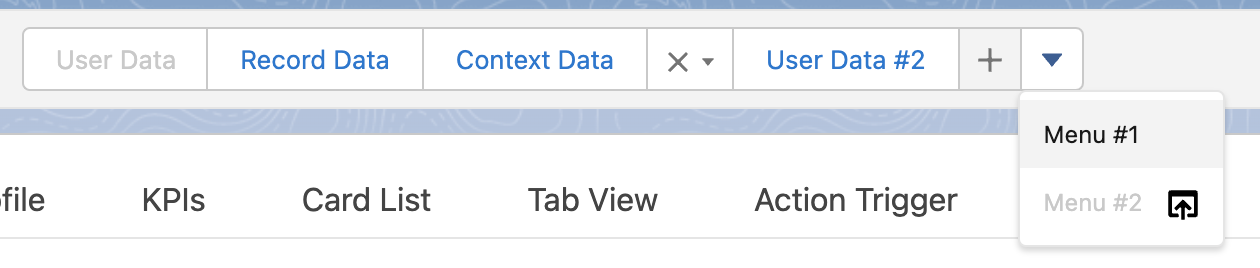 User Data Record Data Context Data User Data #2
Menu #1
file KPIs Card List Tab View Action Trigger
Menu #2